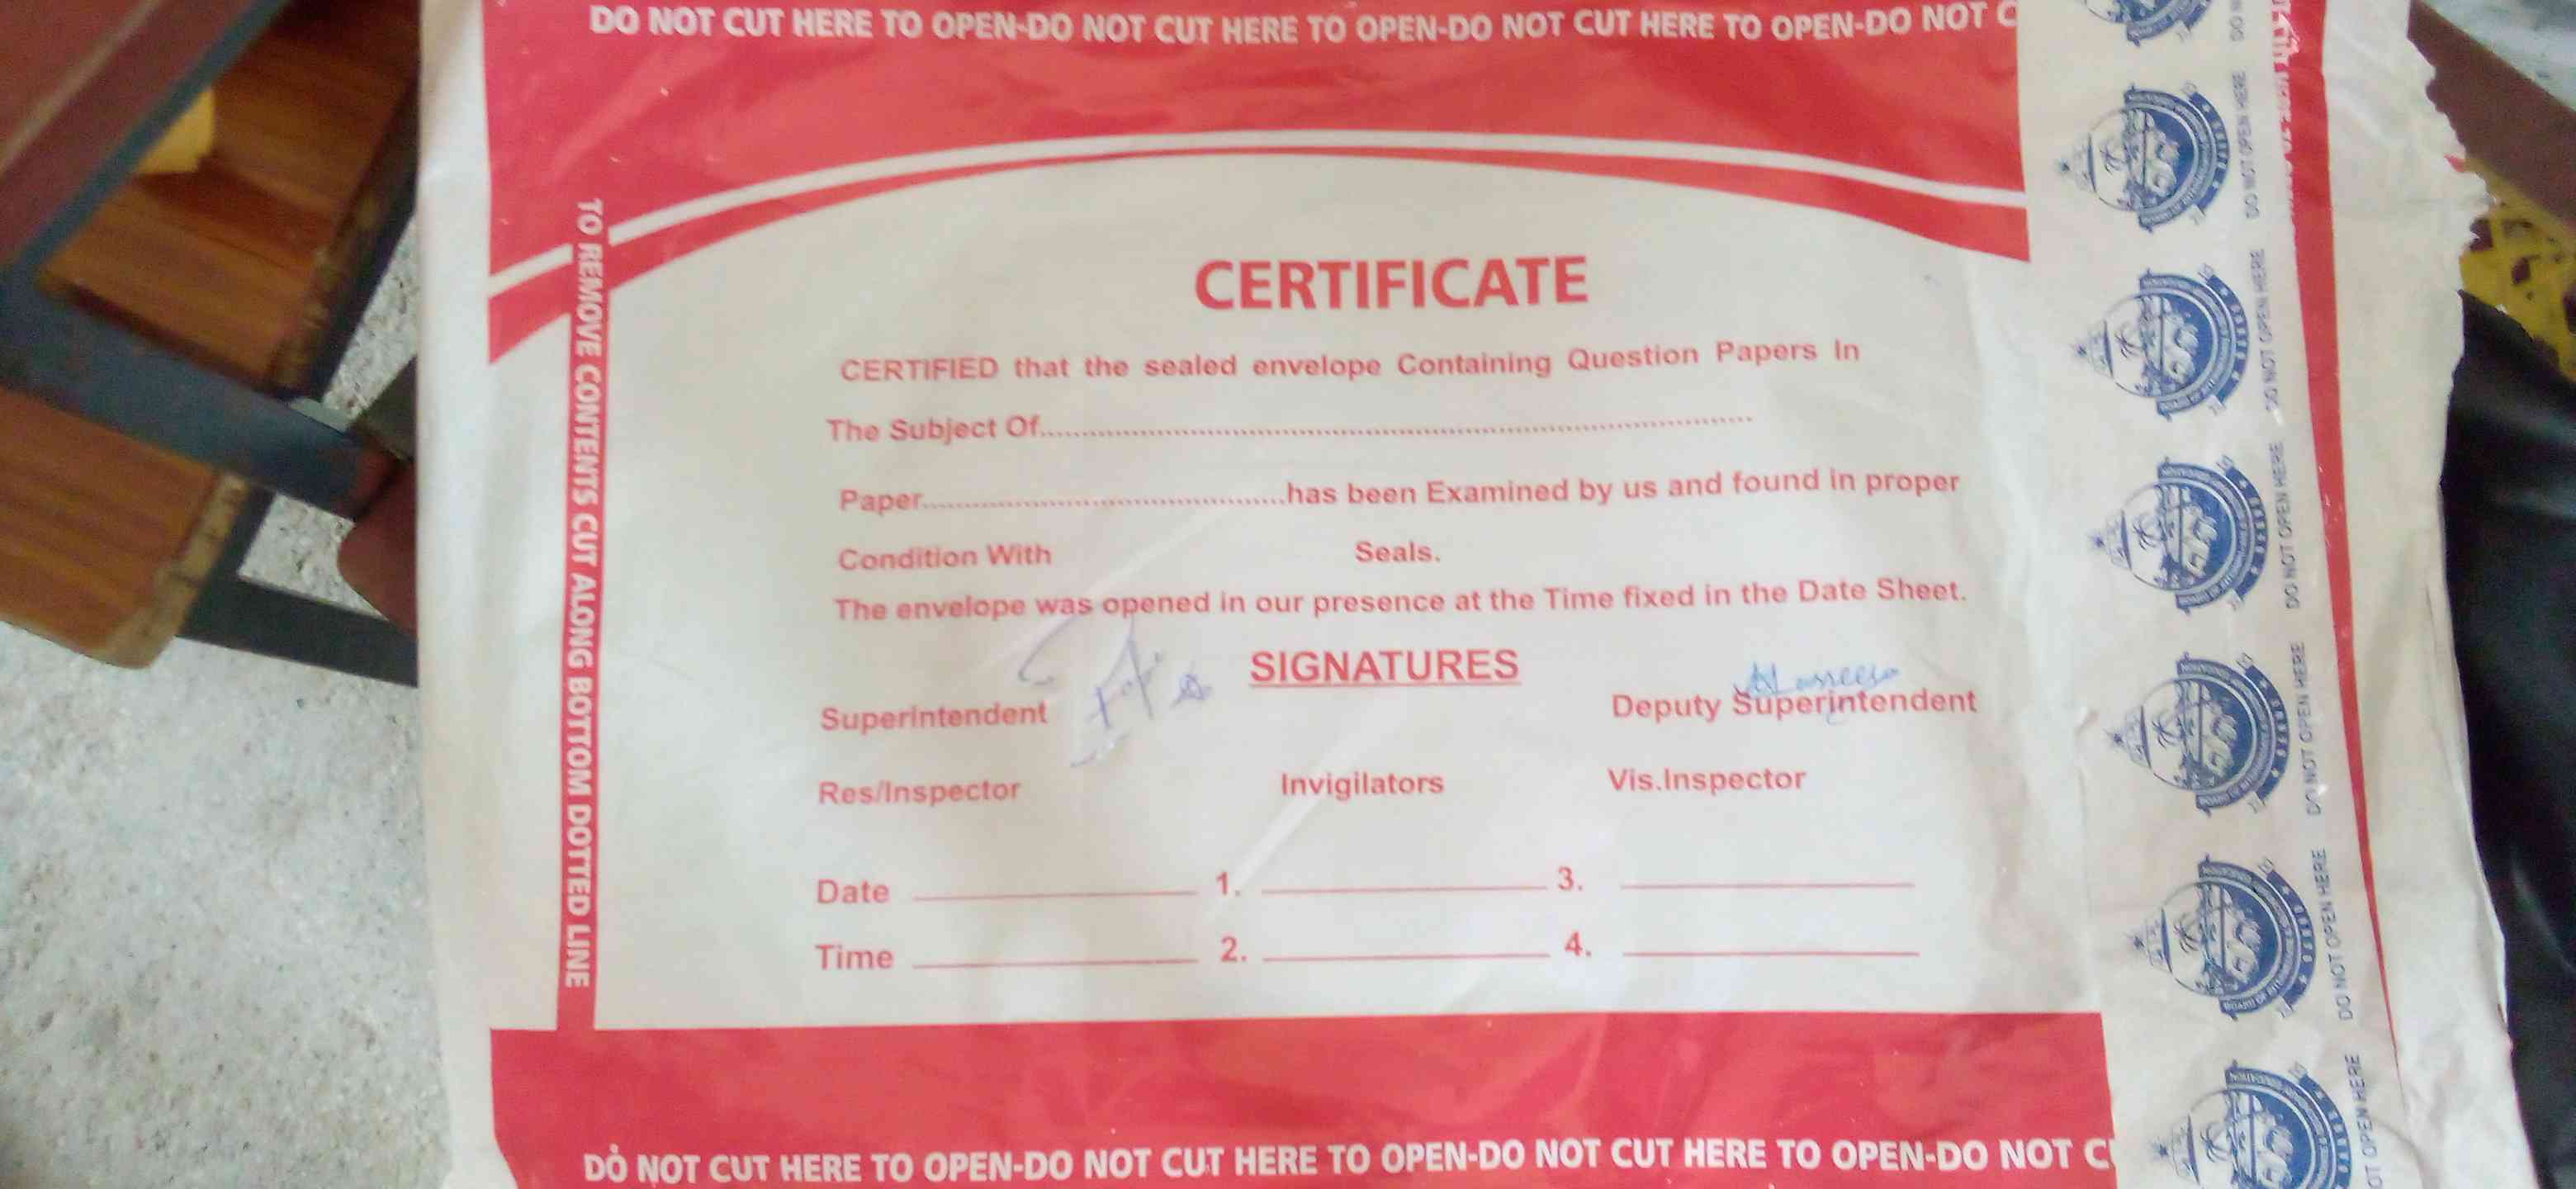 DO NOT CUT HERE TO OPEN-DO NOT CUT HERE TO OPEN-DO NOT CUT HERE TO OPEN-DO NOT C
TO REMOVE CONTENTS CUT ALONG BOTTOM DOTTED LINE
CERTIFICATE
CERTIFIED that the sealed envelope Containing Question Papers In
The Subject Of
Paper has been Examined by us and found in proper
Condition With Seals.
The envelope was opened in our presence at the Time fixed in the Date Sheet.
SIGNATURES
Superintendent Deputy Superintendent
Res/Inspector Invigilators Vis.Inspector
Date 1. 3.
Time 2. 4.
DO NOT CUT HERE TO OPEN-DO NOT CUT HERE TO OPEN-DO NOT CUT HERE TO OPEN-DO NOT C
DO N
DO NOT OPEN HERE
DO NOT OPEN HERE
DO NOT OPEN HERE
DO NOT OPEN HERE
DO NOT OPEN HERE
OT OPEN HERE